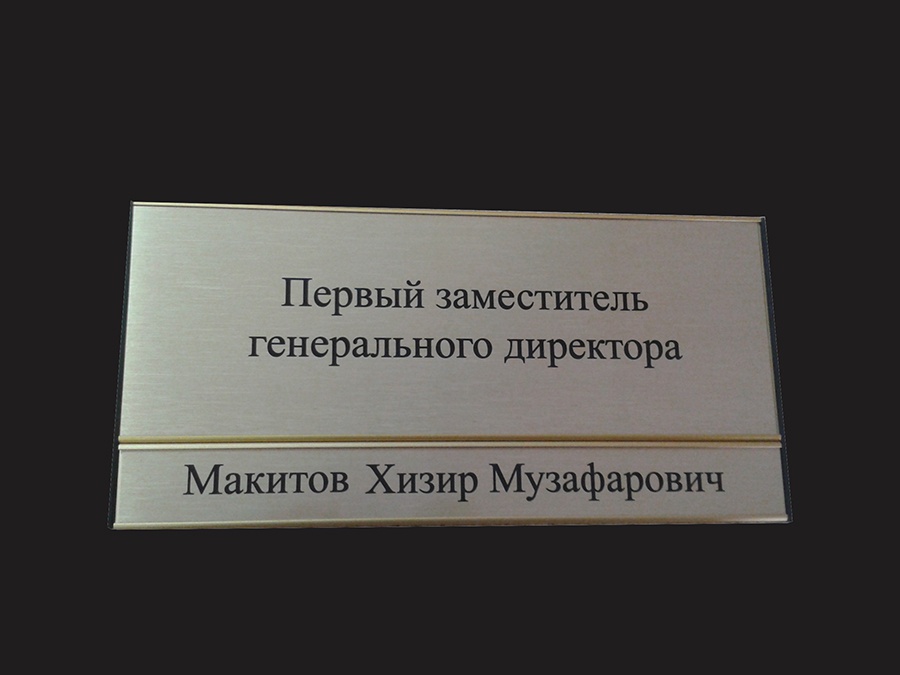 Первый заместитель
генерального директора
Макитов Хизир Музафарович